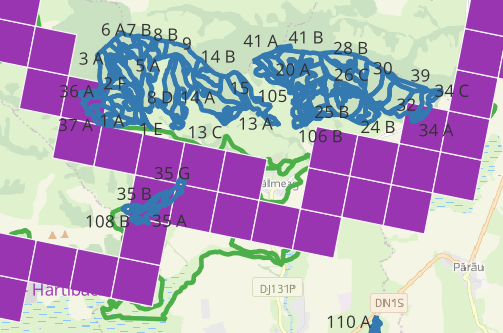 6 A 7 B 8 B 9
41 A 41 B
28 B
3 A 5 A 14 B
20 A 26 C 30
39
36 A 2 F 8 D 14 A 15 105
34 C
32
25 B
37 A 1 A 1 E 13 C 13 A
106 B 24 B 34 A
35 G
35 B
108 B 35 A
Părău
DJ131P
DN1S
110 A